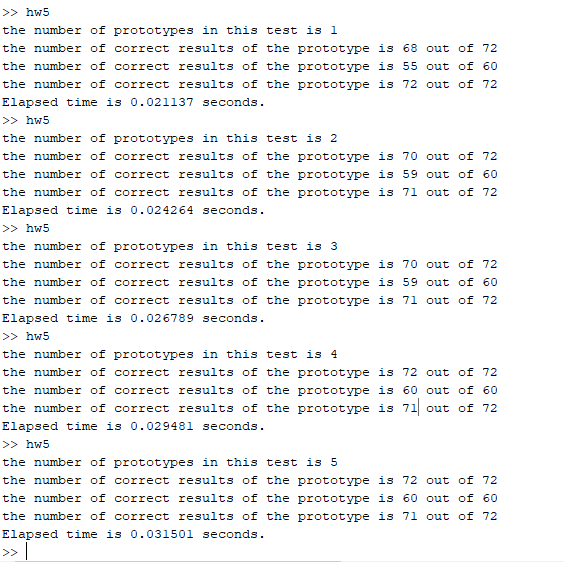 >> hw5
the number of prototypes in this test is 1
the number of correct results of the prototype is 68 out of 72
the number of correct results of the prototype is 55 out of 60
the number of correct results of the prototype is 72 out of 72
Elapsed time is 0.021137 seconds.
>> hw5
the number of prototypes in this test is 2
the number of correct results of the prototype is 70 out of 72
the number of correct results of the prototype is 59 out of 60
the number of correct results of the prototype is 71 out of 72
Elapsed time is 0.024264 seconds.
>> hw5
the number of prototypes in this test is 3
the number of correct results of the prototype is 70 out of 72
the number of correct results of the prototype is 59 out of 60
the number of correct results of the prototype is 71 out of 72
Elapsed time is 0.026789 seconds.
>> hw5
the number of prototypes in this test is 4
the number of correct results of the prototype is 72 out of 72
the number of correct results of the prototype is 60 out of 60
the number of correct results of the prototype is 71 out of 72
Elapsed time is 0.029481 seconds.
>> hw5
the number of prototypes in this test is 5
the number of correct results of the prototype is 72 out of 72
the number of correct results of the prototype is 60 out of 60
the number of correct results of the prototype is 71 out of 72
Elapsed time is 0.031501 seconds.
>>